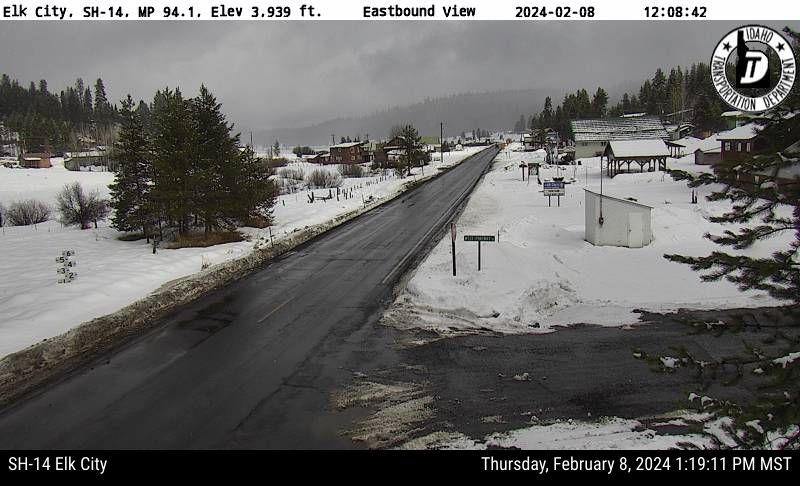 Elk City, SH-14, MP 94.1, Elev 3,939 ft. Eastbound View 2024-02-08 12:08:42
IDAHO
TRANSPORTATION DEPARTMENT
SH-14 Elk City Thursday, February 8, 2024 1:19:11 PM MST